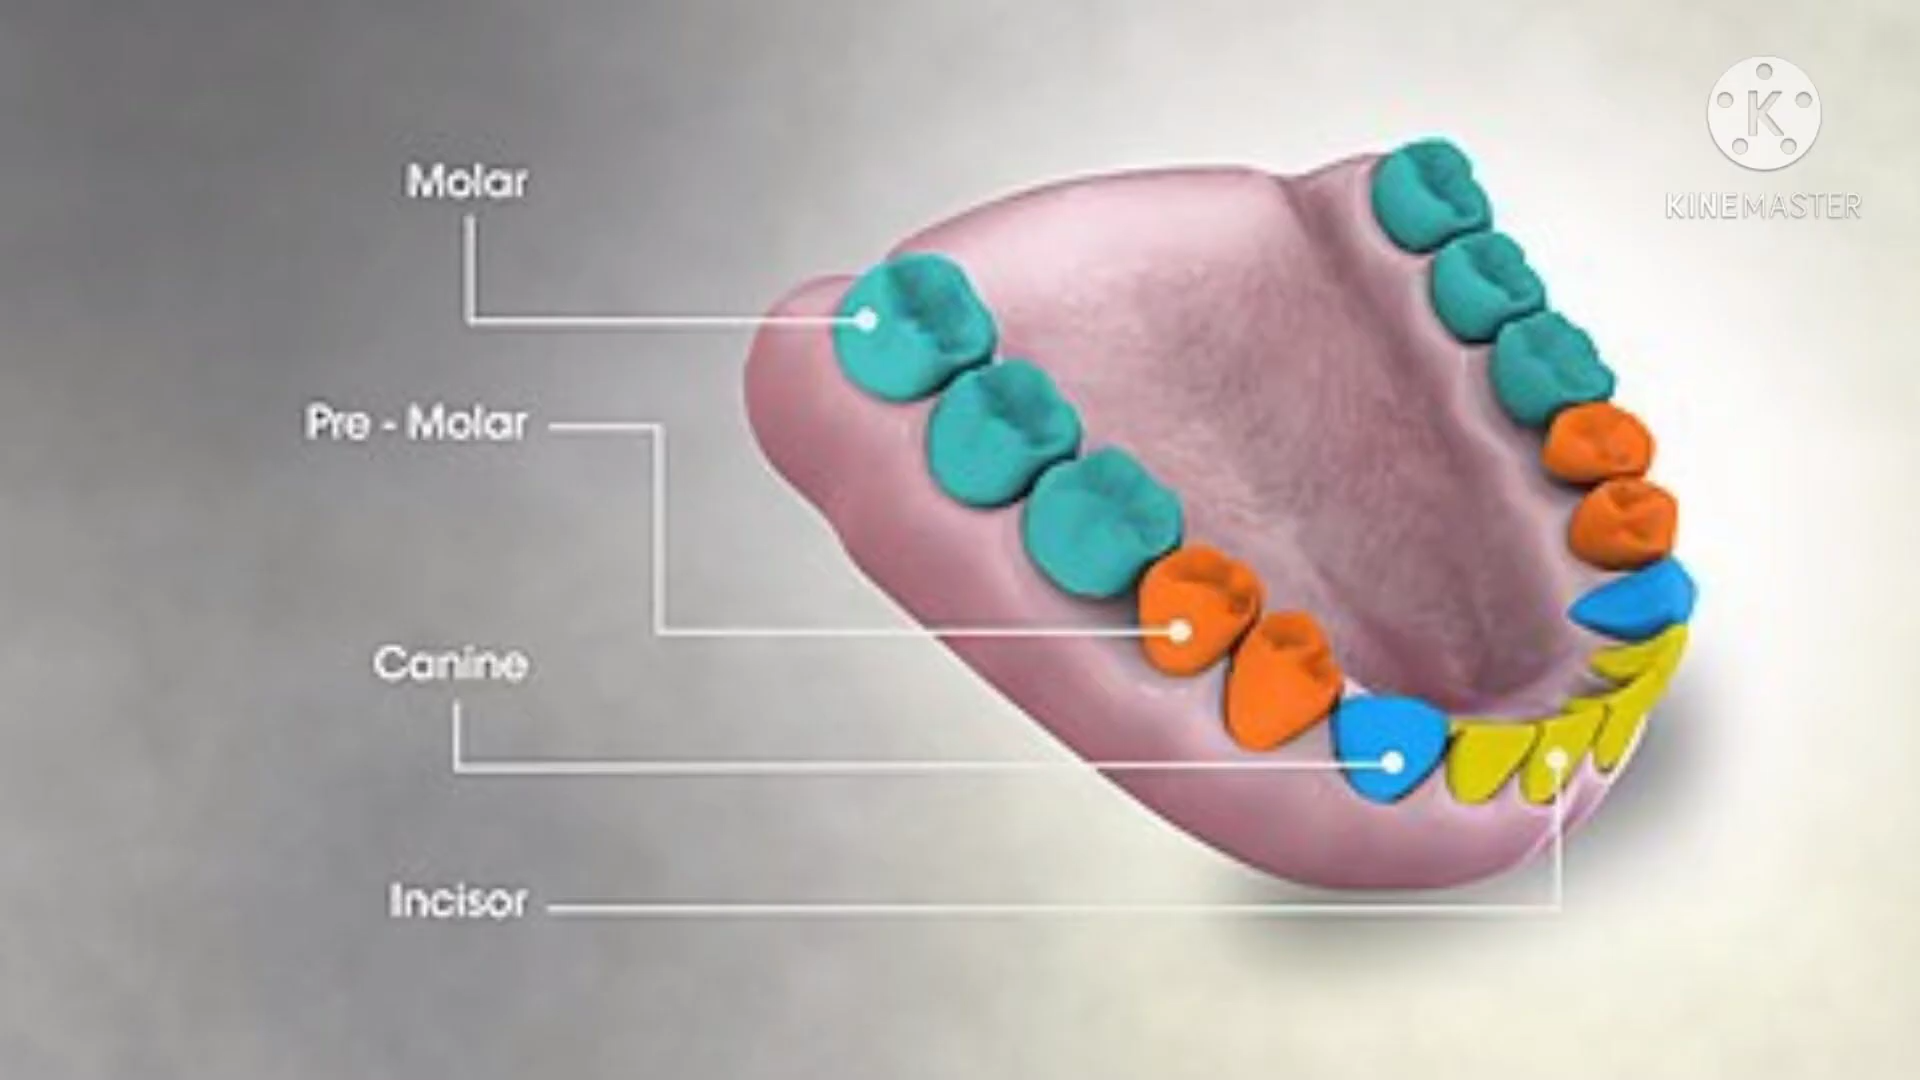 K
KINEMASTER
Molar
Pre - Molar
Canine
Incisor